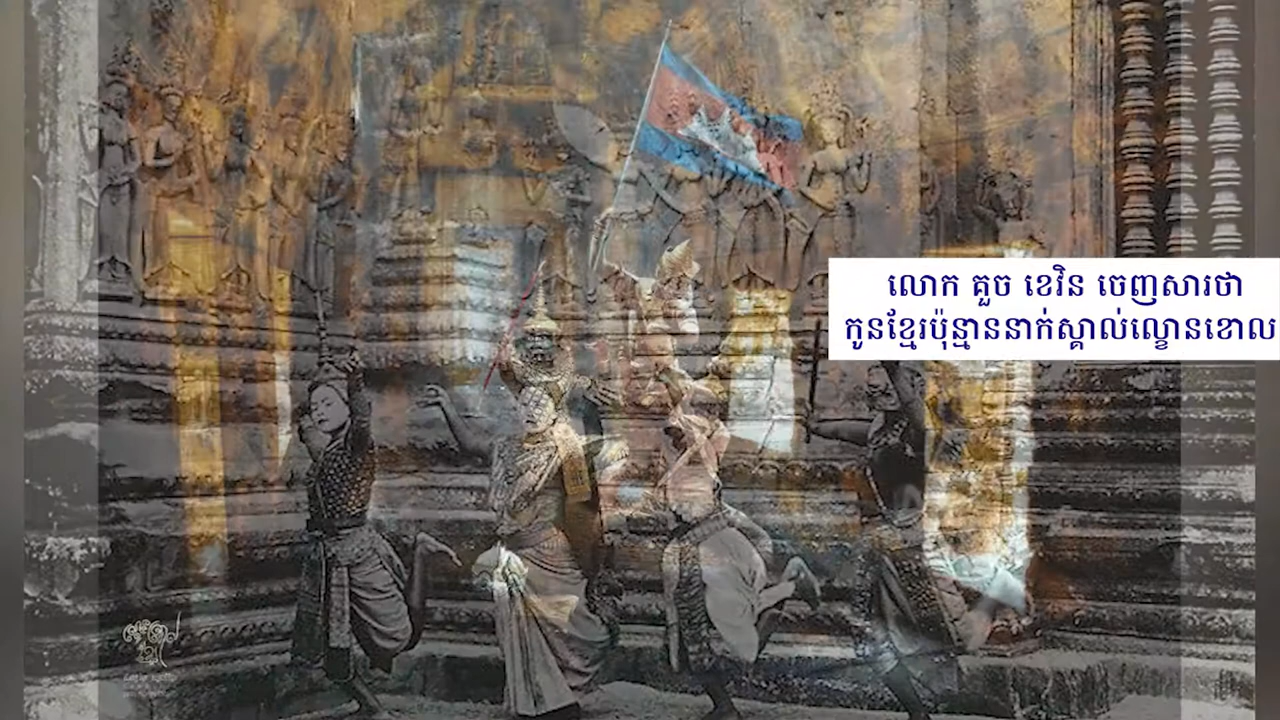 លោក គួច ខេវិន ចេញសារថា
កូនខ្មែរប៉ុន្មាននាក់ស្គាល់ល្ខោនខោល